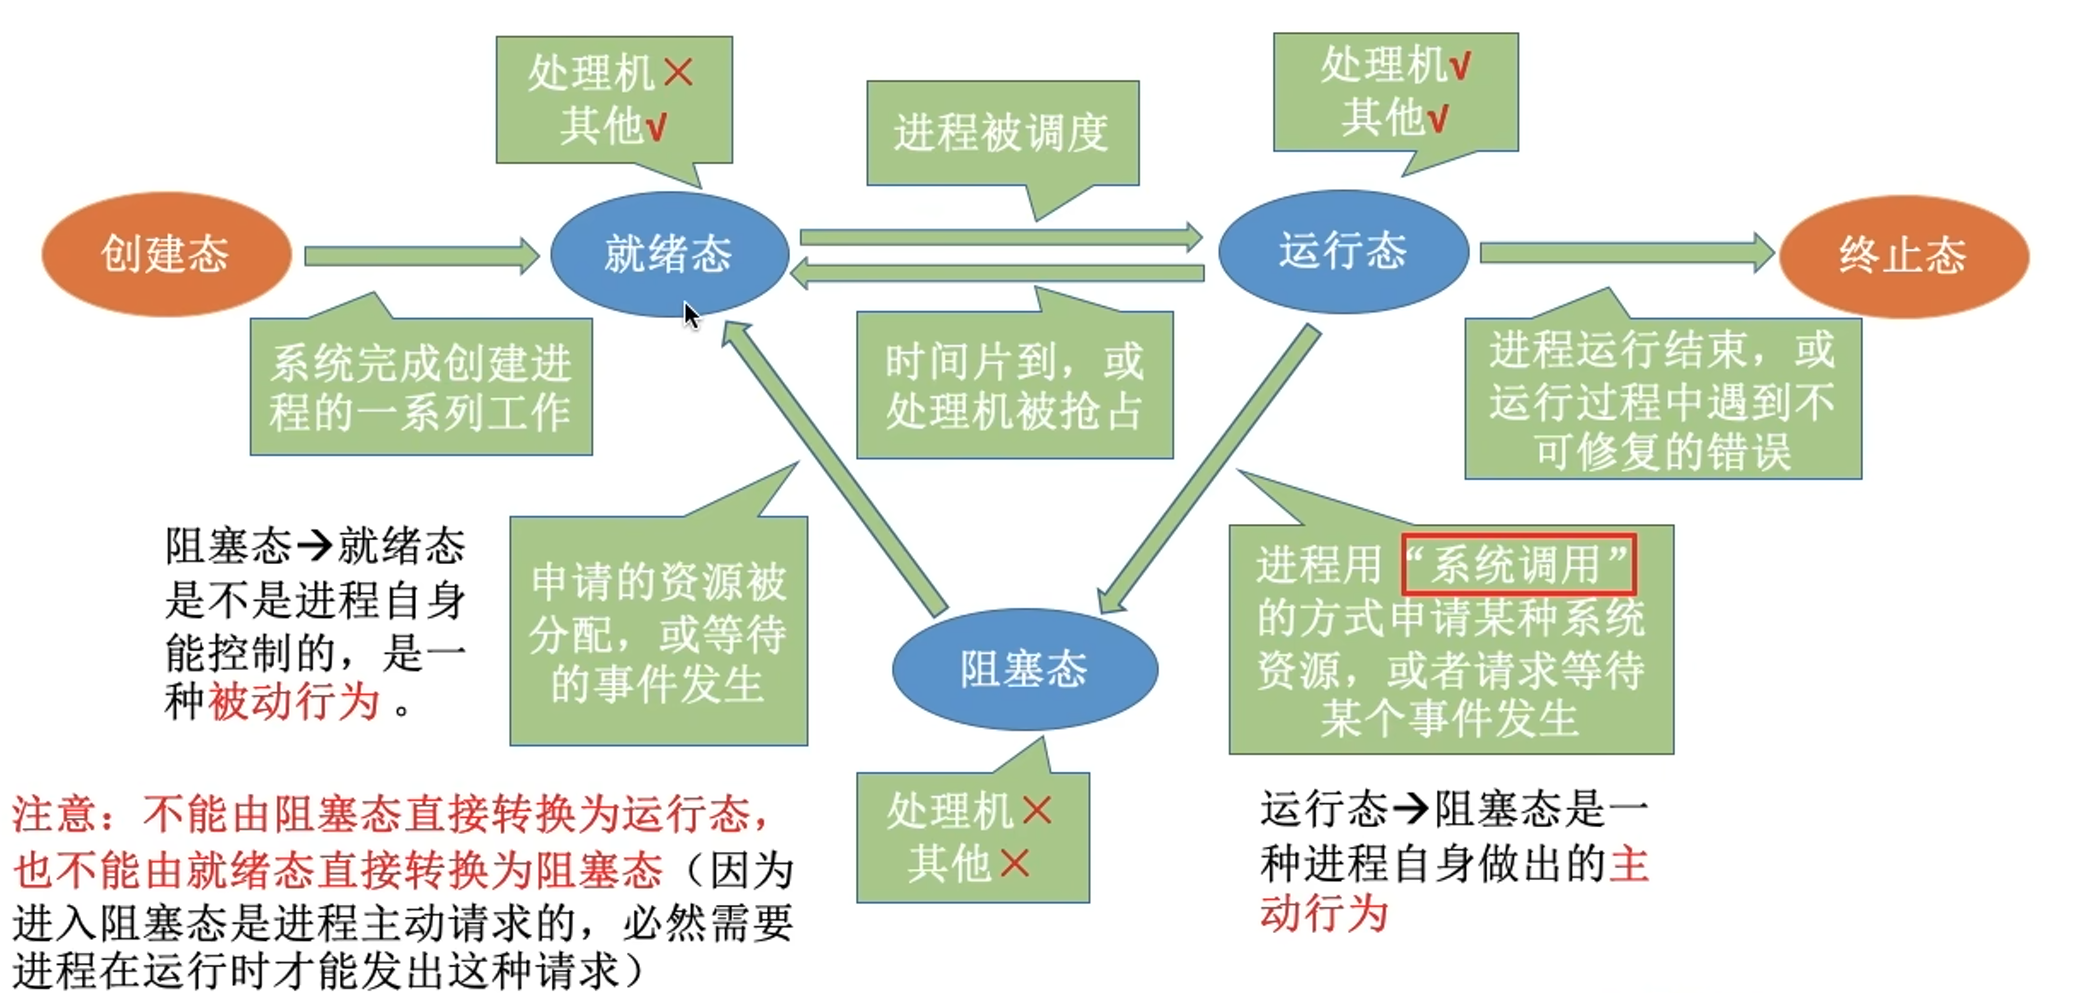 处理机×
其他√
进程被调度
处理机√
其他√
创建态
就绪态
运行态
终止态
系统完成创建进
程的一系列工作
时间片到，或
处理机被抢占
进程运行结束，或
运行过程中遇到不
可修复的错误
阻塞态→就绪态
是不是进程自身
能控制的，是一
种被动行为。
申请的资源被
分配，或等待
的事件发生
阻塞态
进程用“系统调用”
的方式申请某种系统
资源，或者请求等待
某个事件发生
处理机×
其他×
运行态→阻塞态是一
种进程自身做出的主
动行为
注意：不能由阻塞态直接转换为运行态，
也不能由就绪态直接转换为阻塞态（因为
进入阻塞态是进程主动请求的，必然需要
进程在运行时才能发出这种请求）